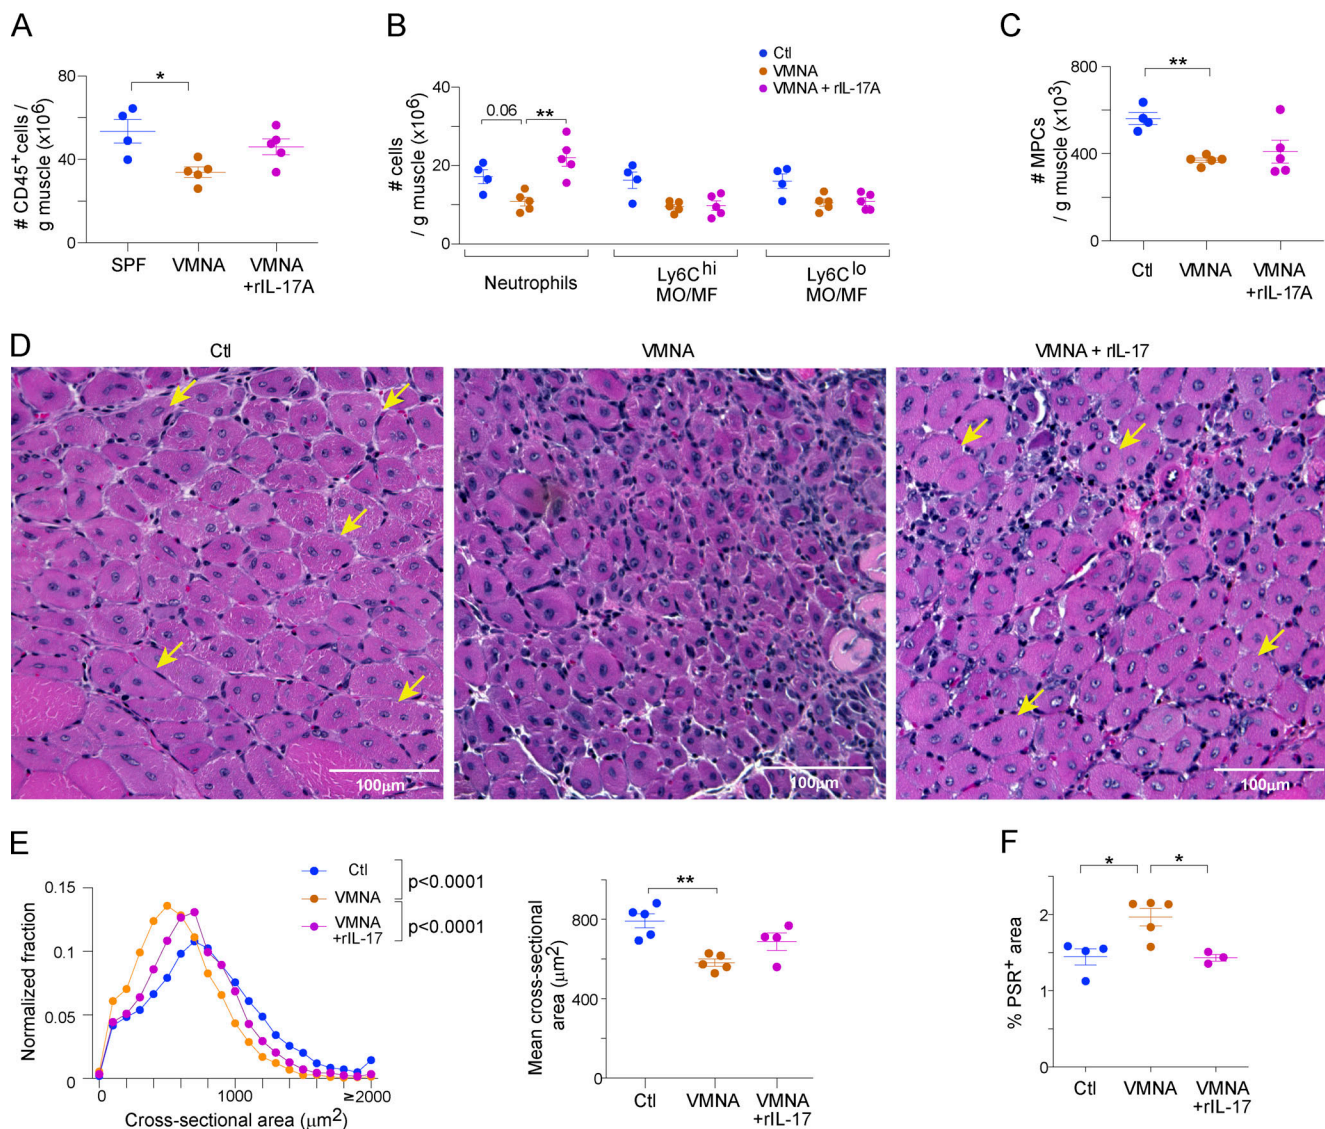 A
# CD45⁺cells /
g muscle (x10⁶)
80
40
0
*
SPF
VMNA
VMNA
+rIL-17A
B
# cells
/ g muscle (x10⁶)
40
20
0
0.06
**
Ctl
VMNA
VMNA + rIL-17A
Neutrophils
Ly6C hi
MO/MF
Ly6C lo
MO/MF
C
# MPCs
/ g muscle (x10³)
800
400
0
**
Ctl
VMNA
VMNA
+rIL-17A
D
Ctl
VMNA
VMNA + rIL-17
100μm
100μm
100μm
E
Normalized fraction
0.15
0.1
0.05
0
0
1000
≥2000
Cross-sectional area (μm²)
Ctl
VMNA
VMNA
+rIL-17
p<0.0001
p<0.0001
Mean cross-sectional
area (μm²)
800
400
0
**
Ctl
VMNA
VMNA
+rIL-17
F
% PSR⁺ area
2
1
0
*
*
Ctl
VMNA
VMNA
+rIL-17